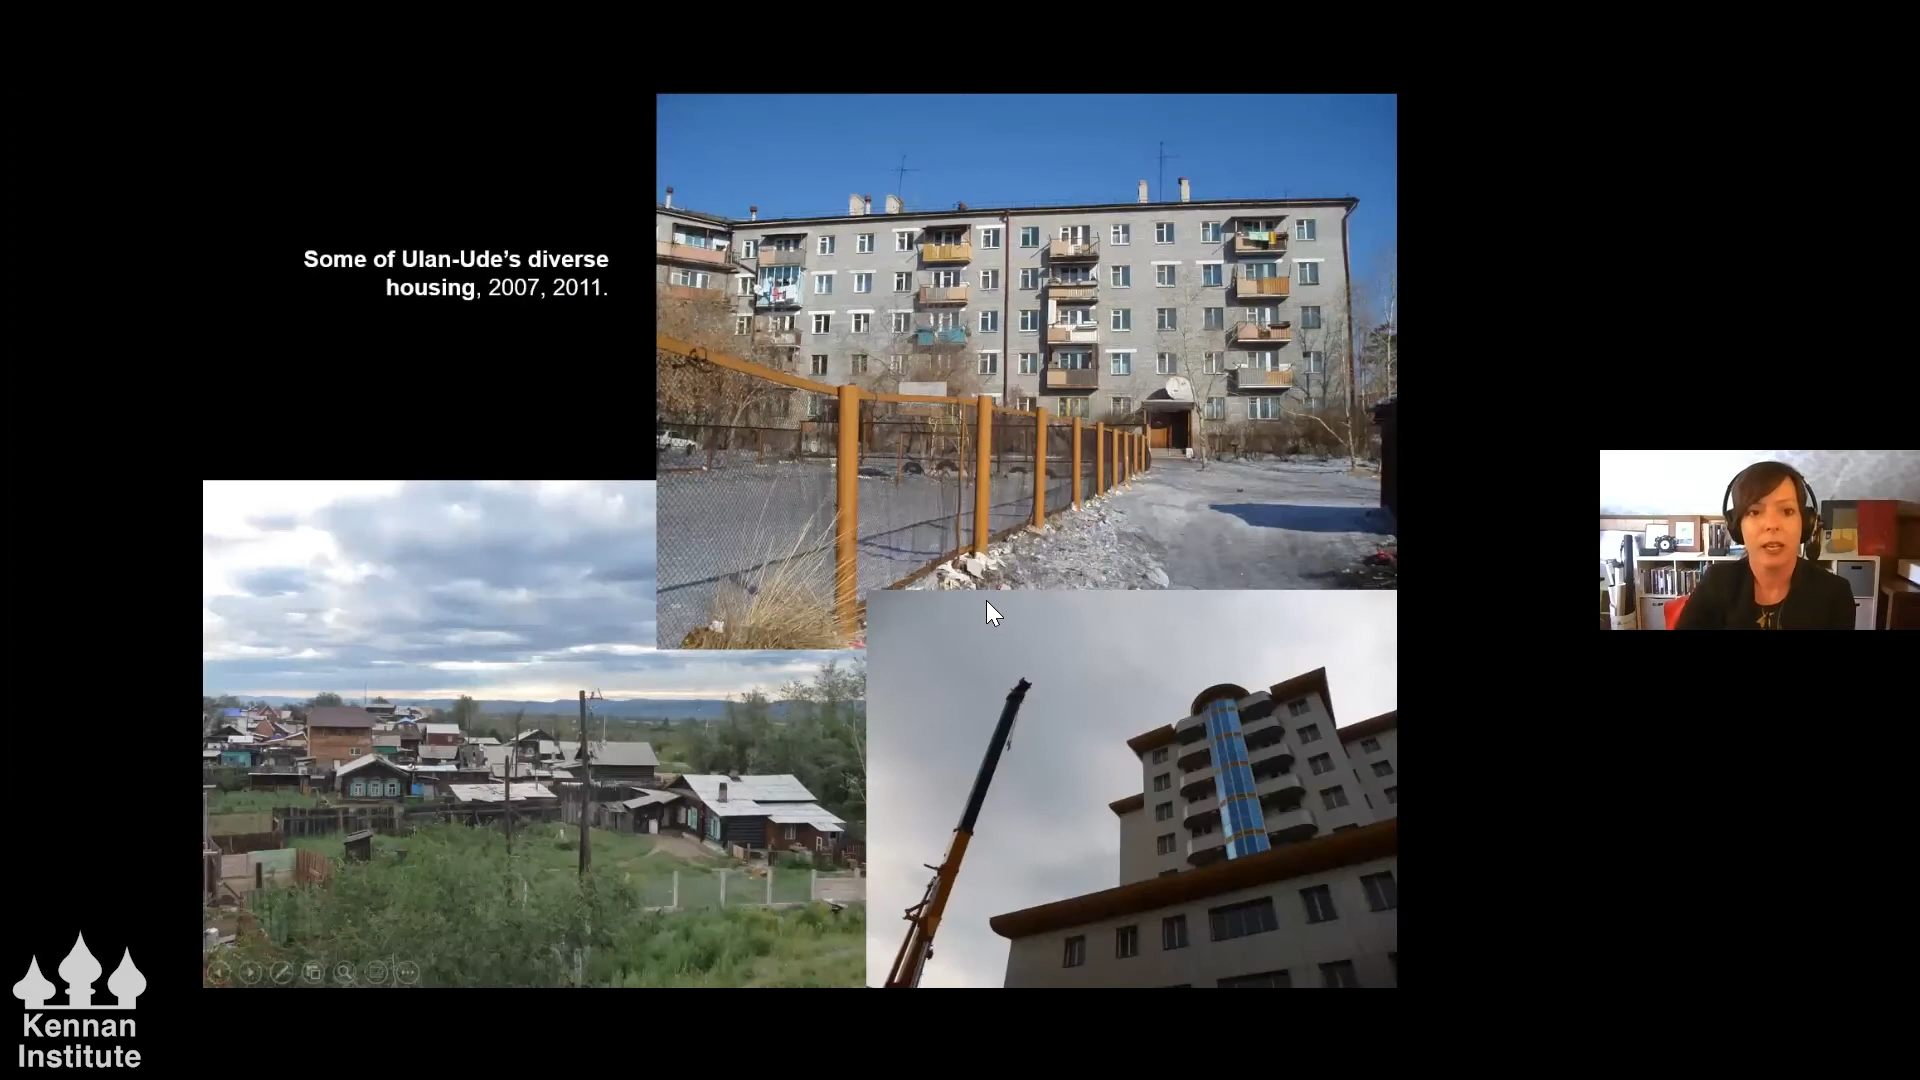 Some of Ulan-Ude’s diverse
housing, 2007, 2011.
Kennan
Institute